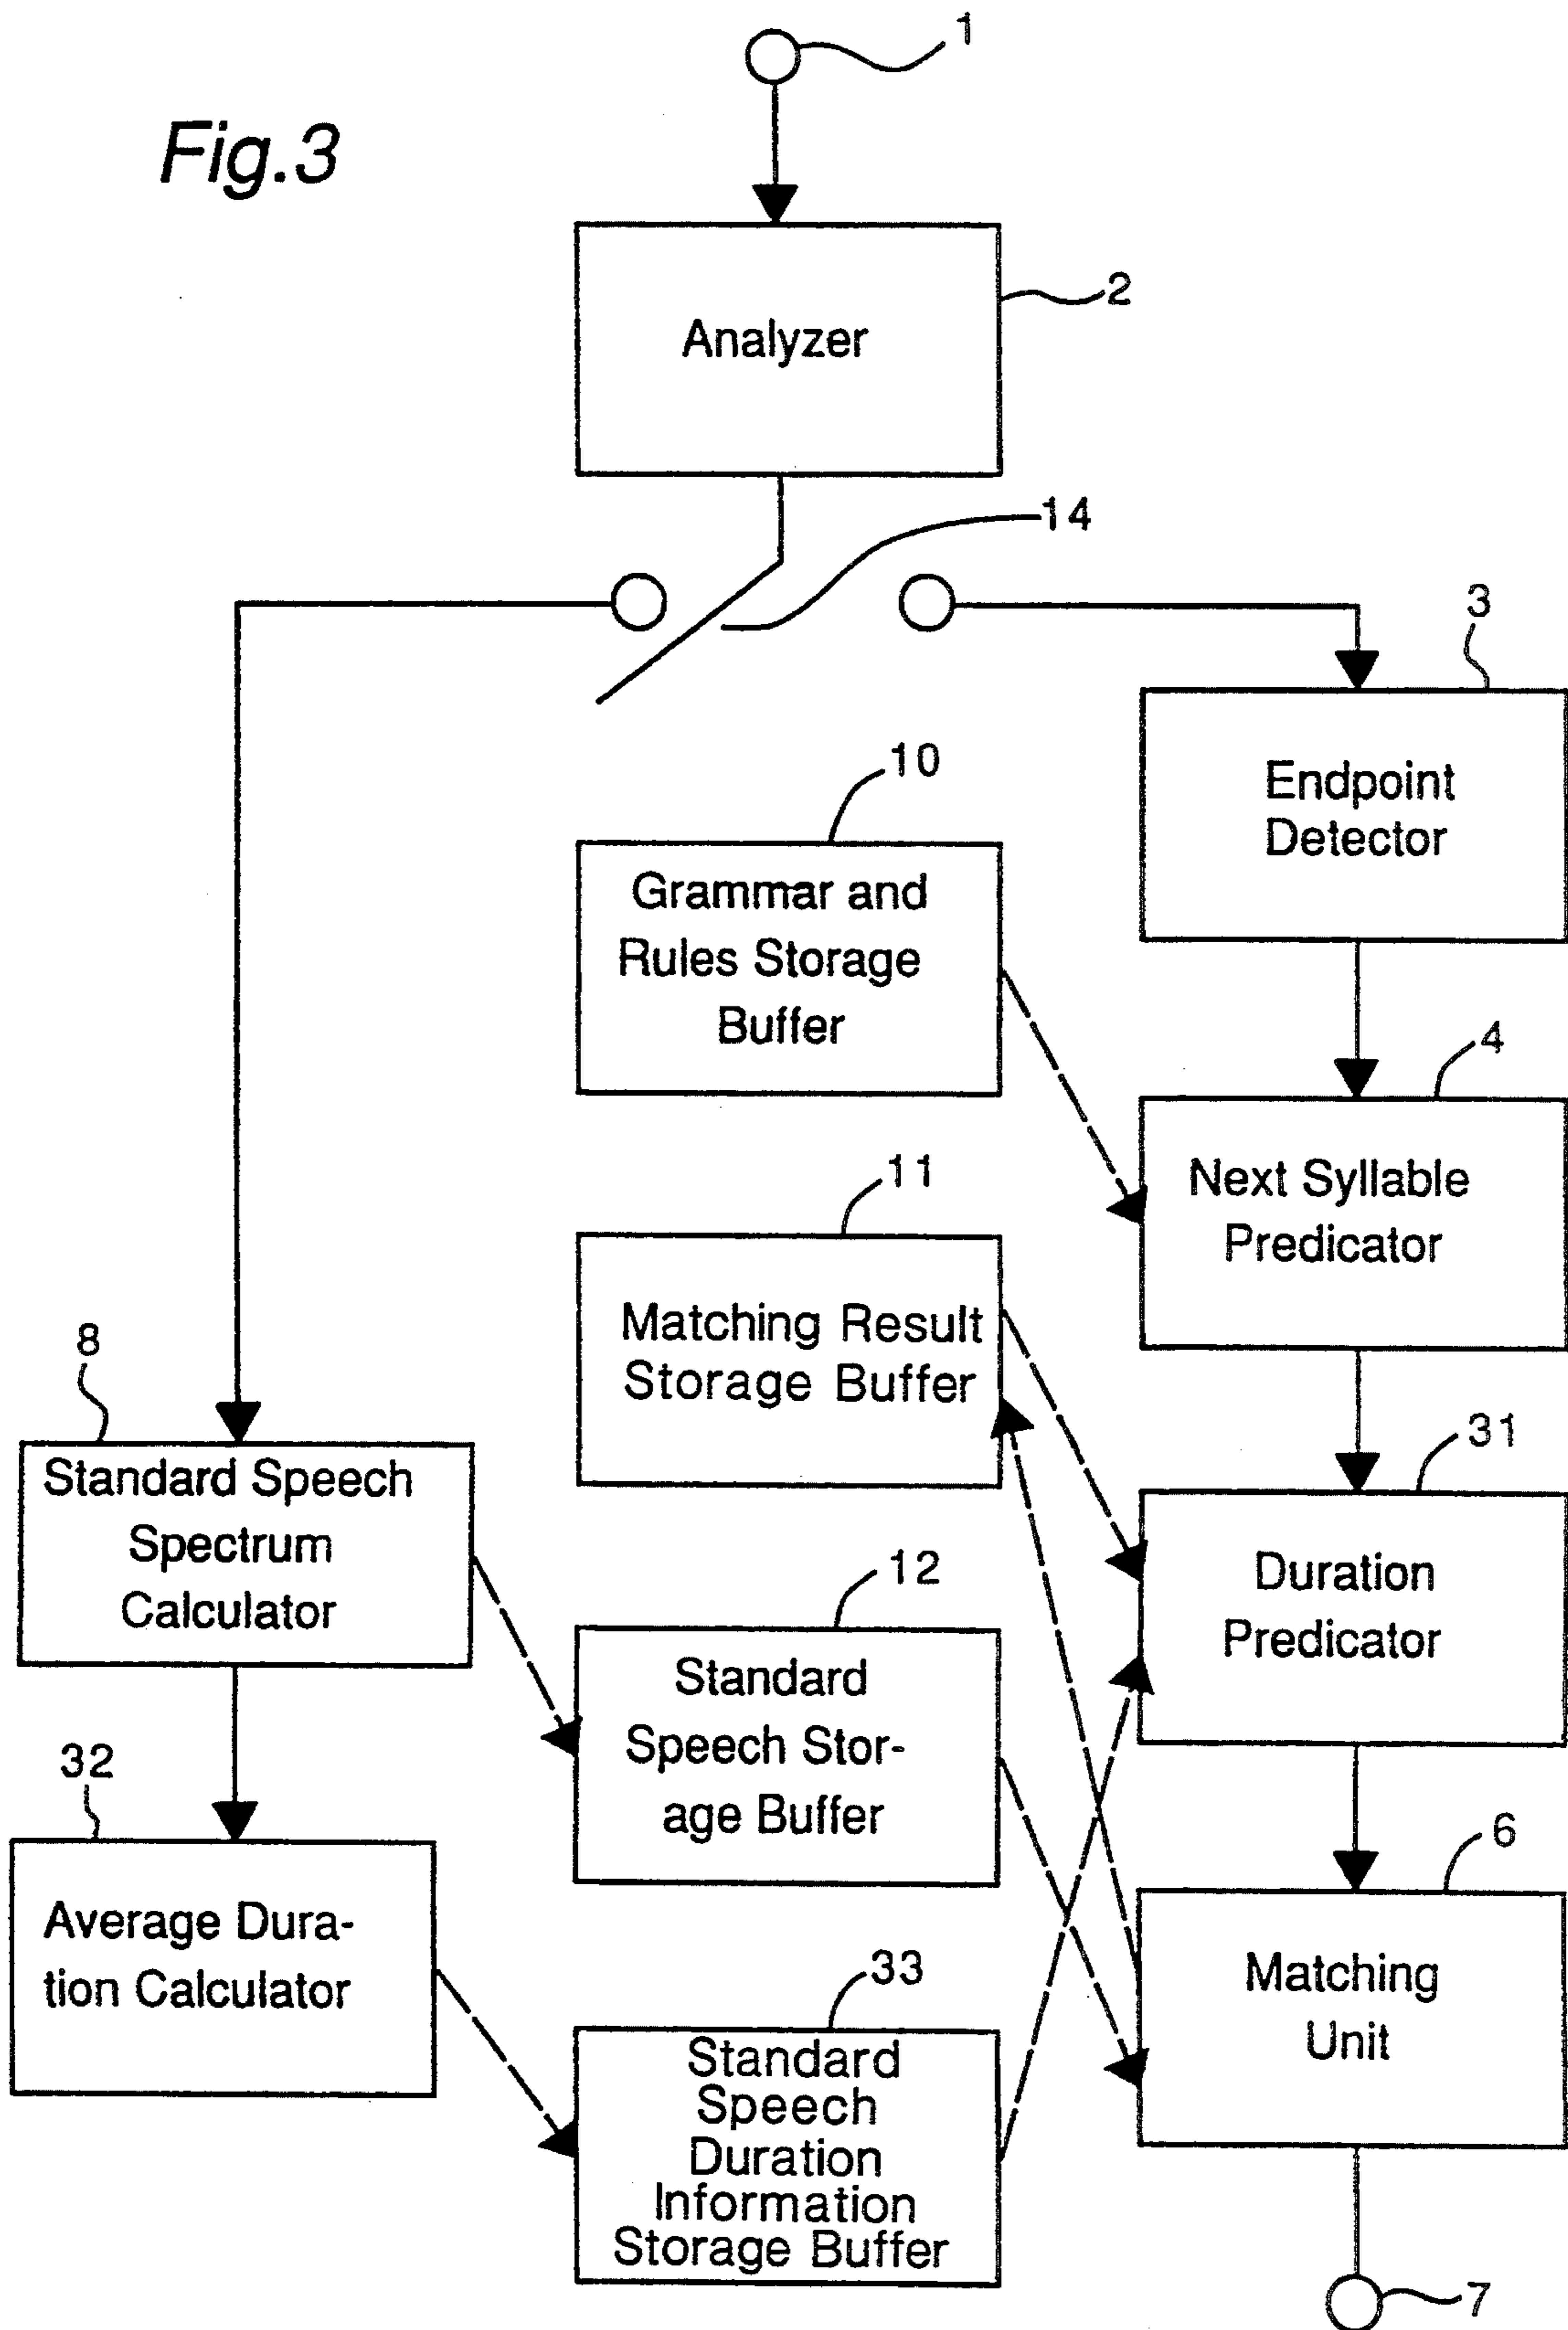 1
Fig.3
2
Analyzer
14
3
Endpoint
Detector
10
Grammar and
Rules Storage
Buffer
4
Next Syllable
Predicator
11
Matching Result
Storage Buffer
8
Standard Speech
Spectrum
Calculator
31
Duration
Predicator
12
Standard
Speech Stor-
age Buffer
32
Average Dura-
tion Calculator
6
Matching
Unit
33
Standard
Speech
Duration
Information
Storage Buffer
7